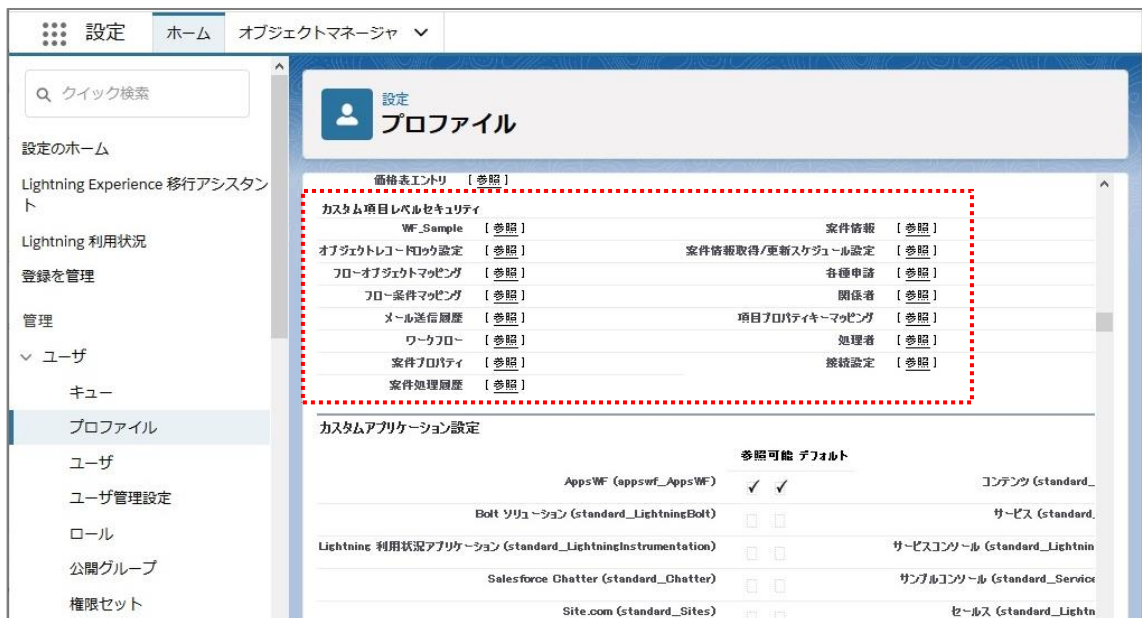 設定 ホーム オブジェクトマネージャ
クイック検索
設定のホーム
Lightning Experience 移行アシスタン
ト
Lightning 利用状況
登録を管理
管理
ユーザ
キュー
プロファイル
ユーザ
ユーザ管理設定
ロール
公開グループ
権限セット
設定
プロファイル
価格表エントリ [ 参照 ]
カスタム項目レベルセキュリティ
WF_Sample [ 参照 ] 案件情報 [ 参照 ]
オブジェクトレコードロック設定 [ 参照 ] 案件情報取得/更新スケジュール設定 [ 参照 ]
フローオブジェクトマッピング [ 参照 ] 各種申請 [ 参照 ]
フロー条件マッピング [ 参照 ] 関係者 [ 参照 ]
メール送信履歴 [ 参照 ] 項目プロパティキーマッピング [ 参照 ]
ワークフロー [ 参照 ] 処理者 [ 参照 ]
案件プロパティ [ 参照 ] 接続設定 [ 参照 ]
案件処理履歴 [ 参照 ]
カスタムアプリケーション設定
参照可能 デフォルト
AppsWF (appswf_AppsWF) ✓ ✓ コンテンツ (standard_
Bolt ソリューション (standard_LightningBolt) サービス (standard_
Lightning 利用状況アプリケーション (standard_LightningInstrumentation) サービスコンソール (standard_Lightnin
Salesforce Chatter (standard_Chatter) サンプルコンソール (standard_Service
Site.com (standard_Sites) セールス (standard_Lightn